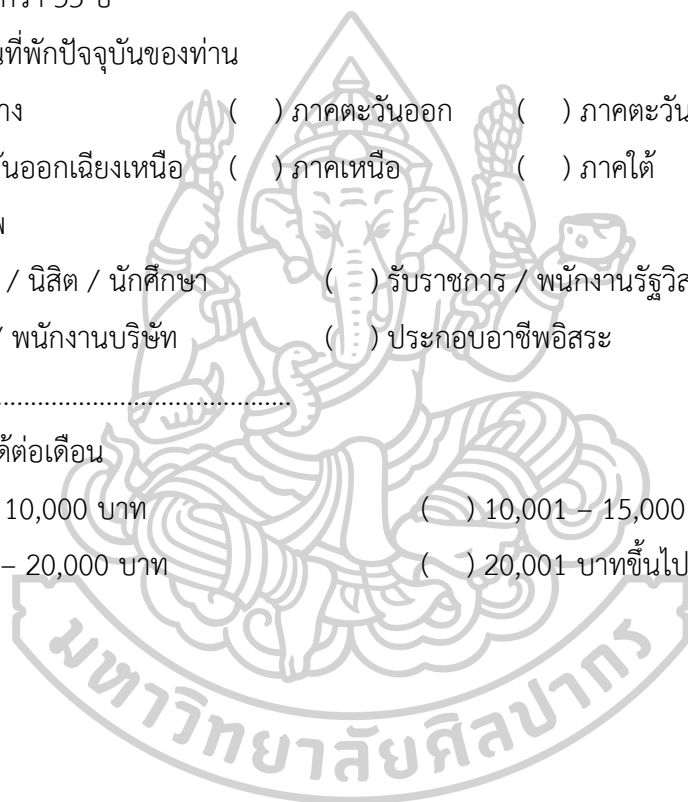 กว่า 55 ปี
นที่พักปัจจุบันของท่าน
าง ( ) ภาคตะวันออก ( ) ภาคตะวัน
ันออกเฉียงเหนือ ( ) ภาคเหนือ ( ) ภาคใต้
พ
/ นิสิต / นักศึกษา ( ) รับราชการ / พนักงานรัฐวิส
/ พนักงานบริษัท ( ) ประกอบอาชีพอิสระ
..................................................
ด้ต่อเดือน
10,000 บาท ( ) 10,001 – 15,000
– 20,000 บาท ( ) 20,001 บาทขึ้นไป
มหาวิทยาลัยศิลปากร